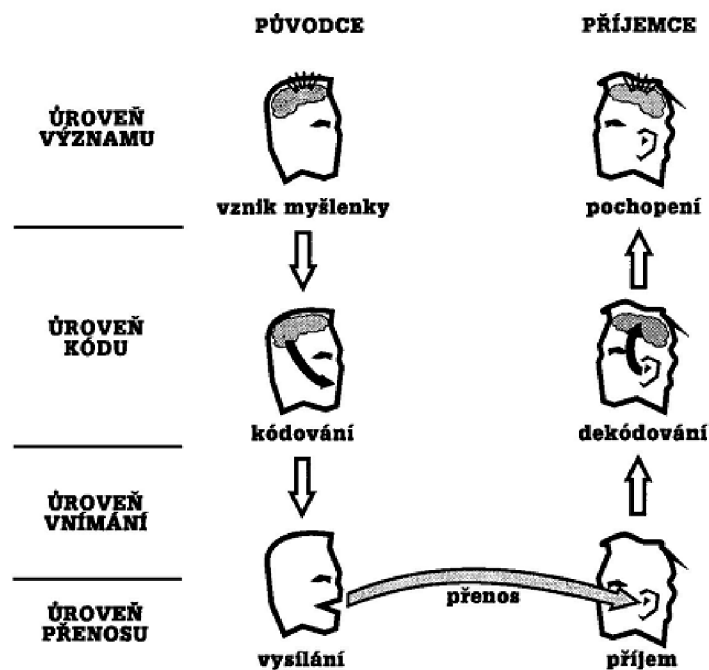 PŮVODCE
PŘÍJEMCE
ÚROVEŇ
VÝZNAMU
vznik myšlenky
pochopení
ÚROVEŇ
KÓDU
kódování
dekódování
ÚROVEŇ
VNÍMÁNÍ
ÚROVEŇ
PŘENOSU
přenos
vysílání
příjem